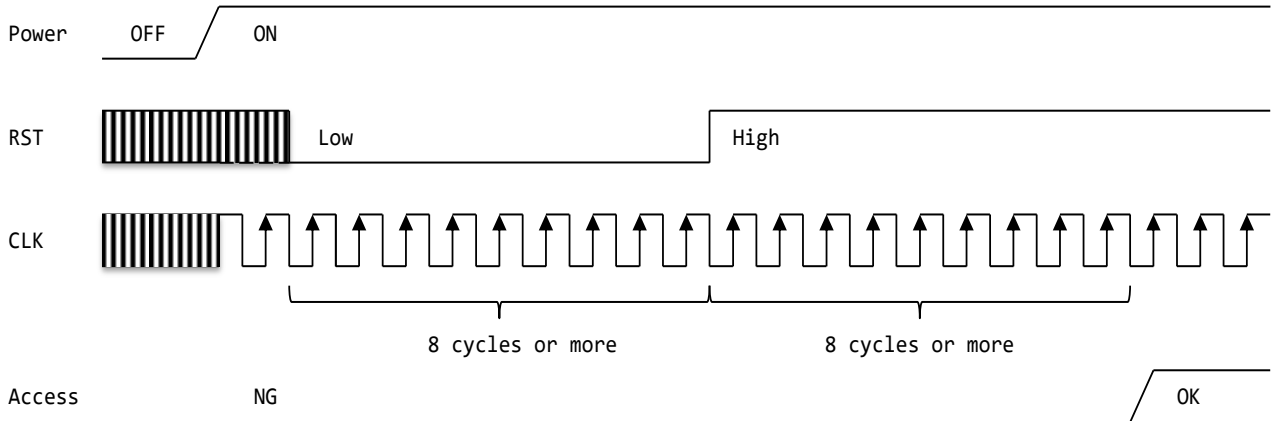 Power OFF ON
RST Low High
CLK
8 cycles or more 8 cycles or more
Access NG OK